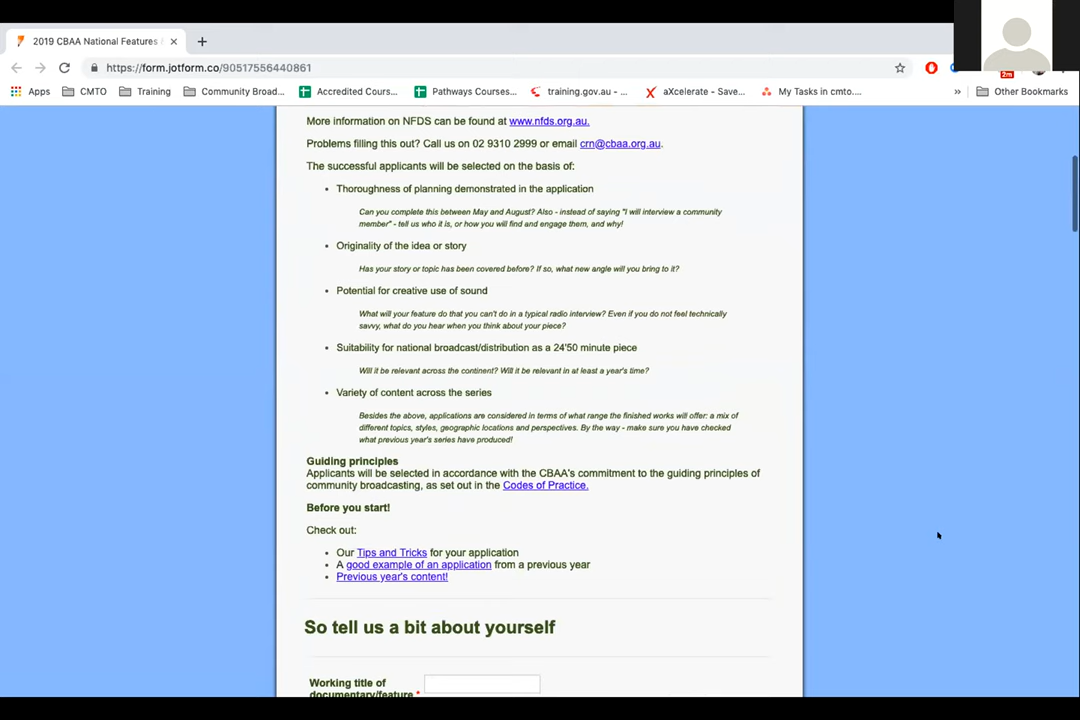 2019 CBAA National Features
https://form.jotform.co/90517556440861
2m
Apps CMTO Training Community Broad... Accredited Cours... Pathways Courses... training.gov.au - ... aXcelerate - Save... My Tasks in cmto.... » Other Bookmarks
More information on NFDS can be found at www.nfds.org.au.
Problems filling this out? Call us on 02 9310 2999 or email crn@cbaa.org.au.
The successful applicants will be selected on the basis of:
• Thoroughness of planning demonstrated in the application
Can you complete this between May and August? Also - instead of saying "I will interview a community
member" - tell us who it is, or how you will find and engage them, and why!
• Originality of the idea or story
Has your story or topic has been covered before? If so, what new angle will you bring to it?
• Potential for creative use of sound
What will your feature do that you can't do in a typical radio interview? Even if you do not feel technically
savvy, what do you hear when you think about your piece?
• Suitability for national broadcast/distribution as a 24'50 minute piece
Will it be relevant across the continent? Will it be relevant in at least a year's time?
• Variety of content across the series
Besides the above, applications are considered in terms of what range the finished works will offer: a mix of
different topics, styles, geographic locations and perspectives. By the way - make sure you have checked
what previous year's series have produced!
Guiding principles
Applicants will be selected in accordance with the CBAA's commitment to the guiding principles of
community broadcasting, as set out in the Codes of Practice.
Before you start!
Check out:
• Our Tips and Tricks for your application
• A good example of an application from a previous year
• Previous year's content!
So tell us a bit about yourself
Working title of
documentary/feature *